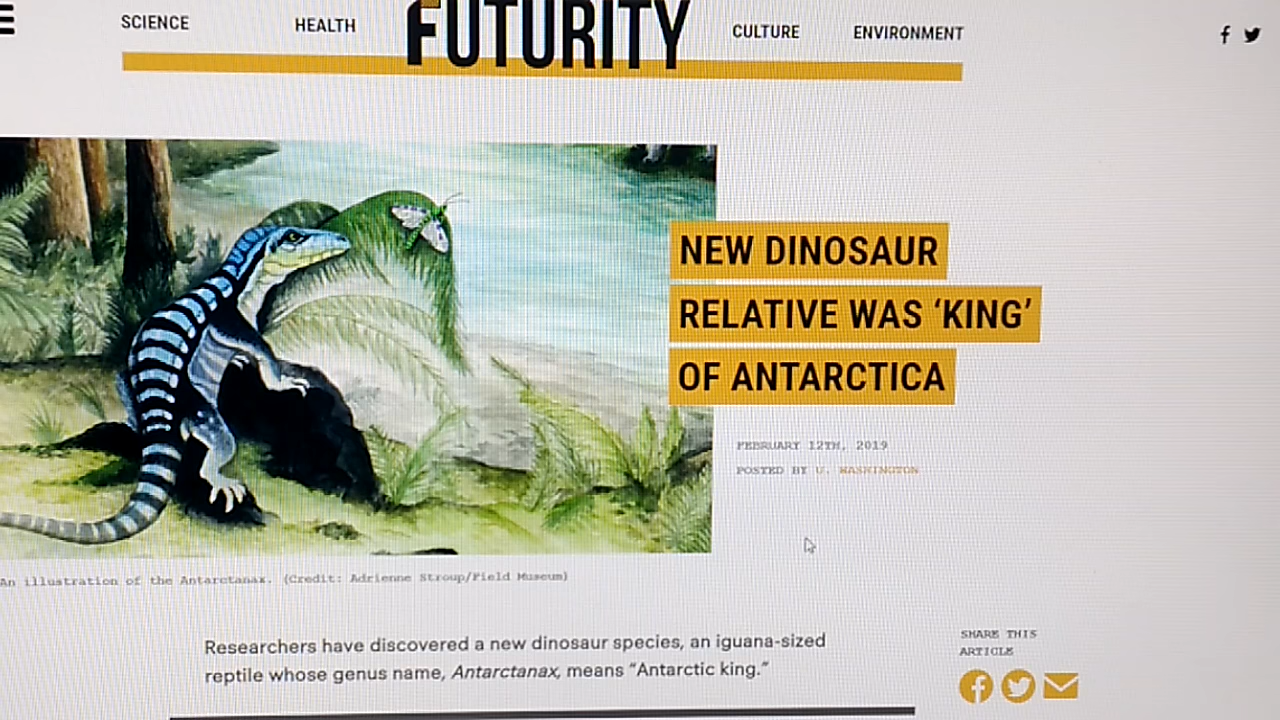 SCIENCE
HEALTH
FUTURITY
CULTURE
ENVIRONMENT
NEW DINOSAUR
RELATIVE WAS ‘KING’
OF ANTARCTICA
FEBRUARY 12TH, 2019
POSTED BY U. WASHINGTON
An illustration of the Antarctanax. (Credit: Adrienne Stroup/Field Museum)
Researchers have discovered a new dinosaur species, an iguana-sized
reptile whose genus name, Antarctanax, means “Antarctic king.”
SHARE THIS
ARTICLE